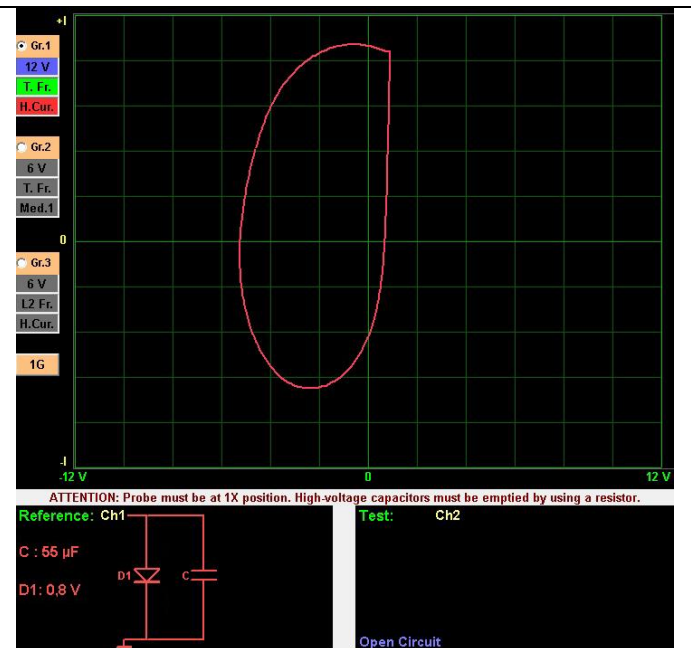 +I
Gr.1
12 V
T. Fr.
H.Cur.
Gr.2
6 V
T. Fr.
Med.1
0
Gr.3
6 V
L2 Fr.
H.Cur.
1G
-I
-12 V
0
12 V
ATTENTION: Probe must be at 1X position. High-voltage capacitors must be emptied by using a resistor.
Reference: Ch1
C : 55 µF
D1: 0,8 V
D1
C
Test: Ch2
Open Circuit